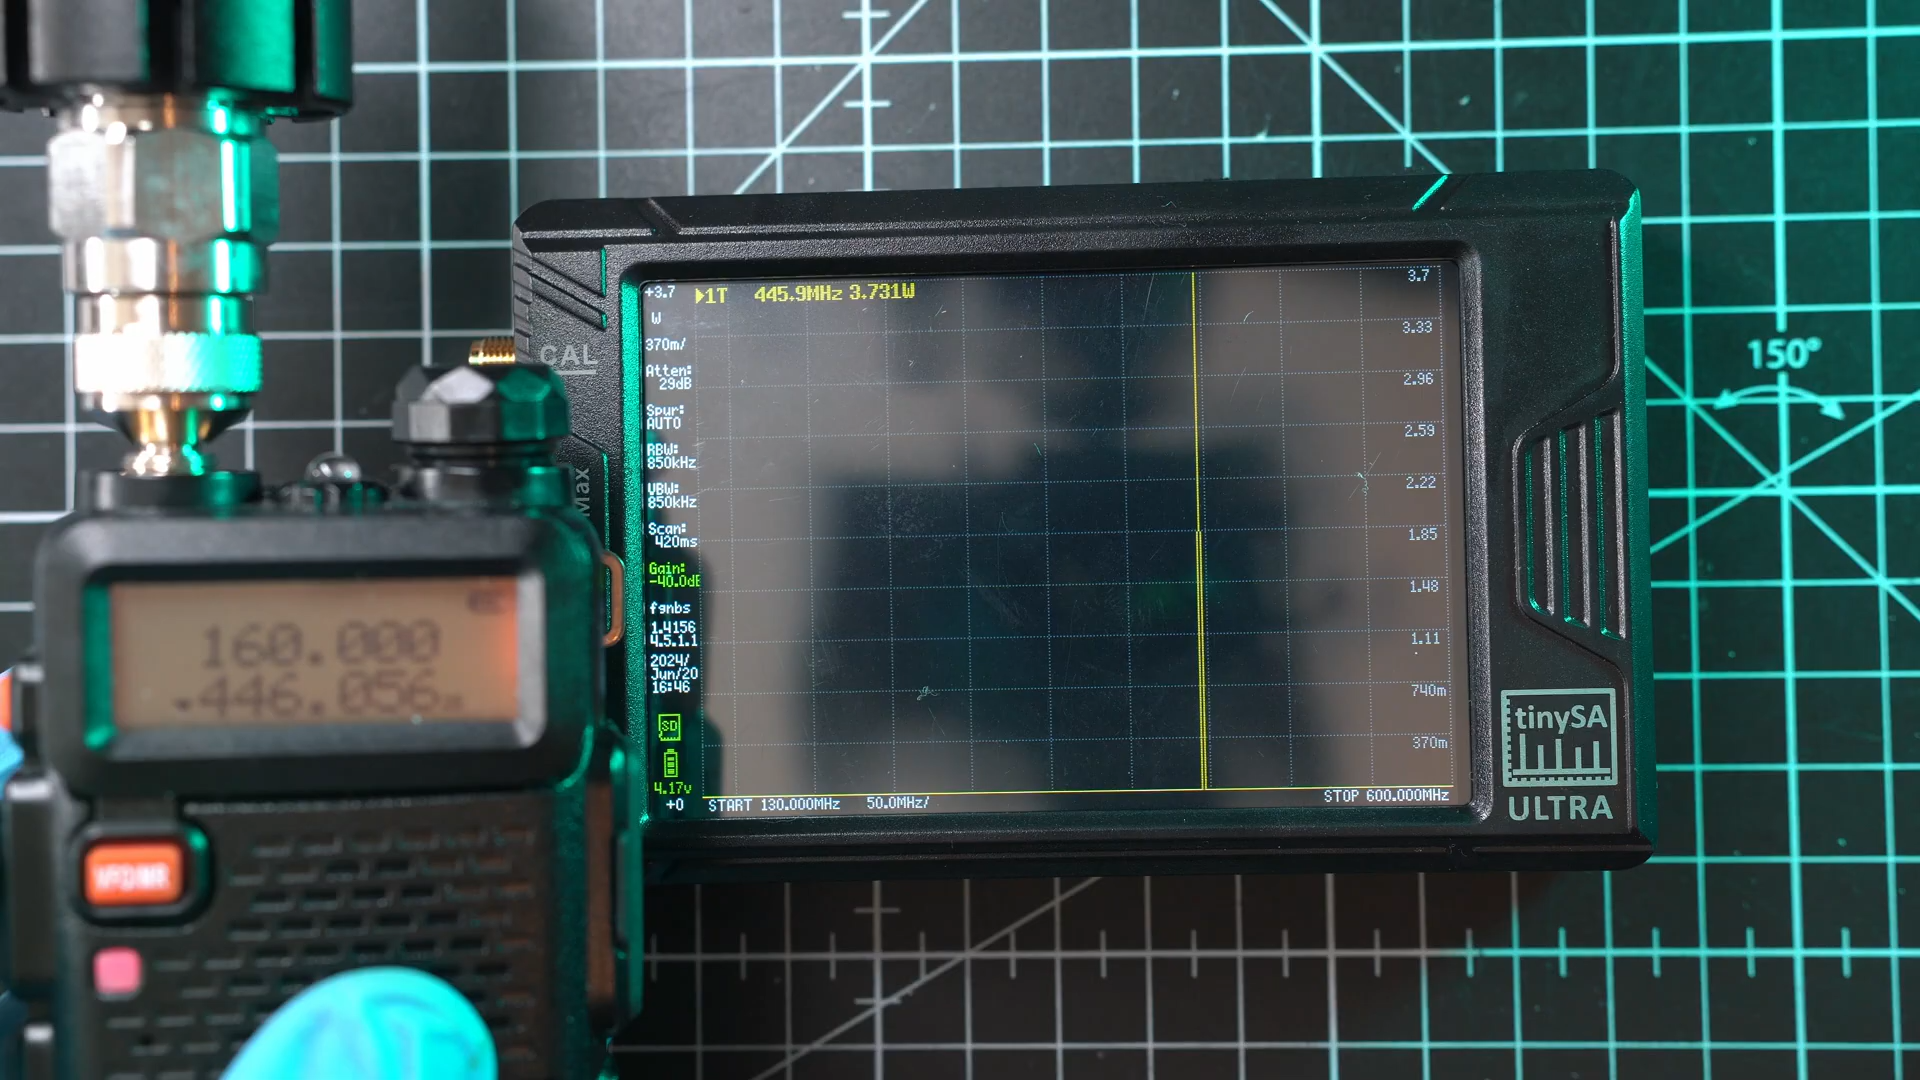 CAL
Max
+3.7
W
370m/
Atten:
29dB
Spur:
AUTO
RBW:
850kHz
VBW:
850kHz
Scan:
420ms
Gain:
-40.0dB
fgnbs
1.4156
4.5.1.1
2024/
Jun/20
16:46
SD
4.17v
+0
1T 445.9MHz 3.731W
3.7
3.33
2.96
2.59
2.22
1.85
1.48
1.11
740m
370m
START 130.000MHz 50.0MHz/ STOP 600.000MHz
tinySA
ULTRA
150°
160.000
446.056
VFO/MR